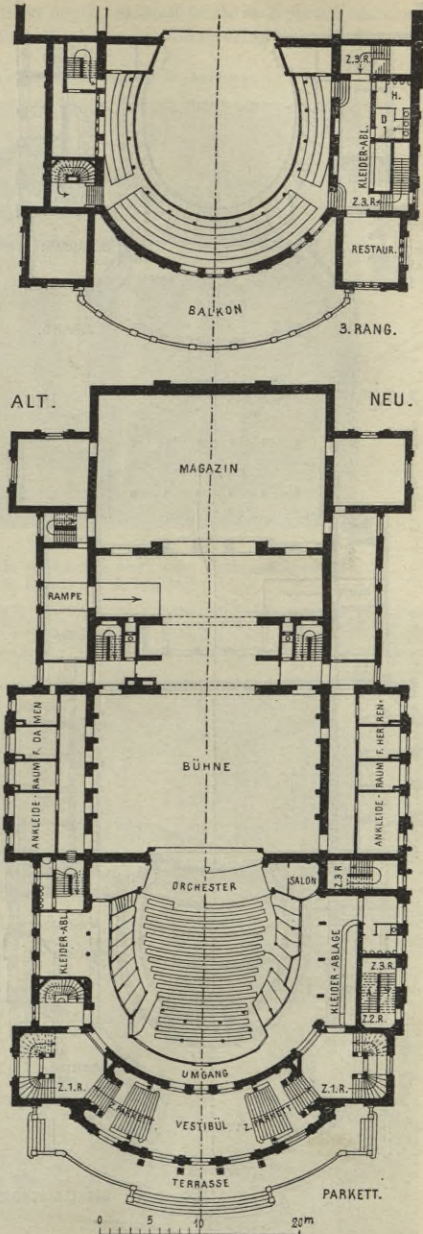 Z.3.R.
H.
D
KLEIDER-ABL.
Z.3.R.
RESTAUR.
BALKON
3. RANG.
ALT.
NEU.
MAGAZIN
RAMPE
ANKLEIDE-RAUM F. DAMEN
BÜHNE
ANKLEIDE-RAUM F. HERREN-
ORCHESTER
SALON
Z.3.R
KLEIDER-ABL.
KLEIDER-ABLAGE
Z.3.R.
Z.2.R.
UMGANG
Z.1.R.
Z. PARKETT
Z. PARKETT
Z.1.R.
VESTIBÜL
TERRASSE
PARKETT.
0 5 10 20m